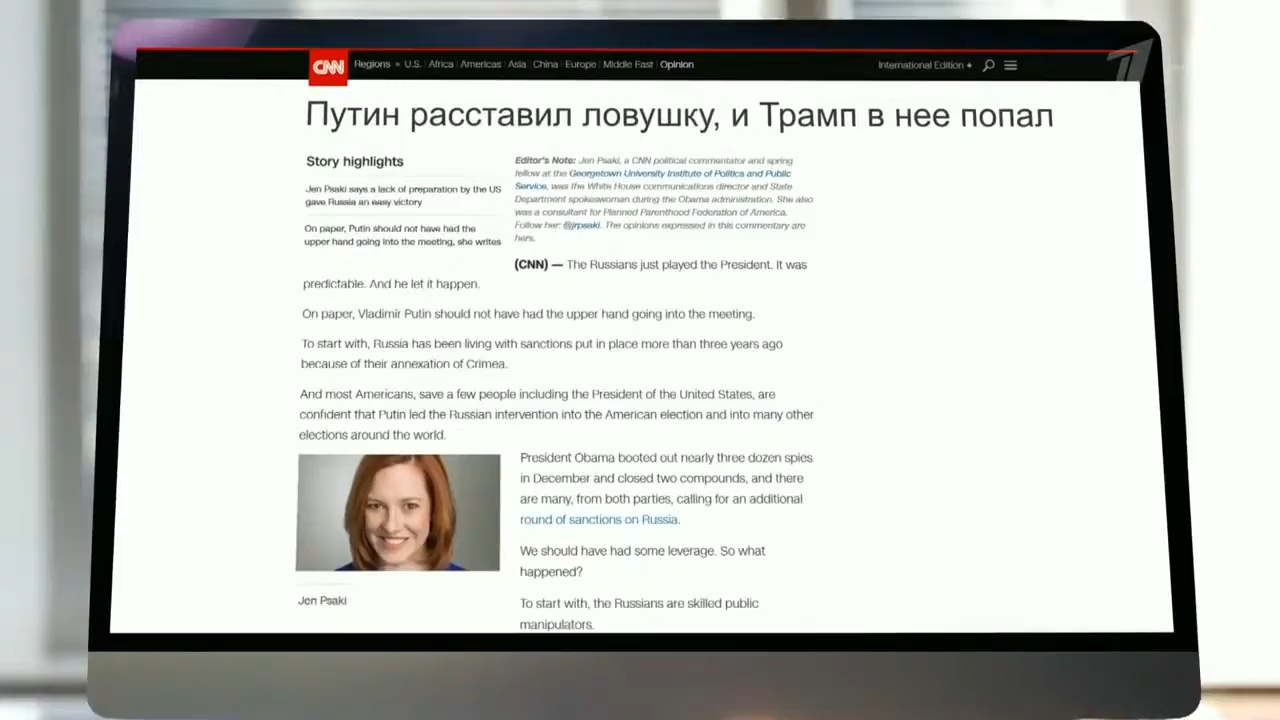 CNN Regions » U.S. | Africa | Americas | Asia | China | Europe | Middle East | Opinion International Edition +
Путин расставил ловушку, и Трамп в нее попал
Story highlights
Jen Psaki says a lack of preparation by the US
gave Russia an easy victory
On paper, Putin should not have had the
upper hand going into the meeting, she writes
Editor's Note: Jen Psaki, a CNN political commentator and spring
fellow at the Georgetown University Institute of Politics and Public
Service, was the White House communications director and State
Department spokeswoman during the Obama administration. She also
was a consultant for Planned Parenthood Federation of America.
Follow her: @jrpsaki. The opinions expressed in this commentary are
hers.
(CNN) — The Russians just played the President. It was
predictable. And he let it happen.
On paper, Vladimir Putin should not have had the upper hand going into the meeting.
To start with, Russia has been living with sanctions put in place more than three years ago
because of their annexation of Crimea.
And most Americans, save a few people including the President of the United States, are
confident that Putin led the Russian intervention into the American election and into many other
elections around the world.
President Obama booted out nearly three dozen spies
in December and closed two compounds, and there
are many, from both parties, calling for an additional
round of sanctions on Russia.
We should have had some leverage. So what
happened?
To start with, the Russians are skilled public
manipulators.
Jen Psaki